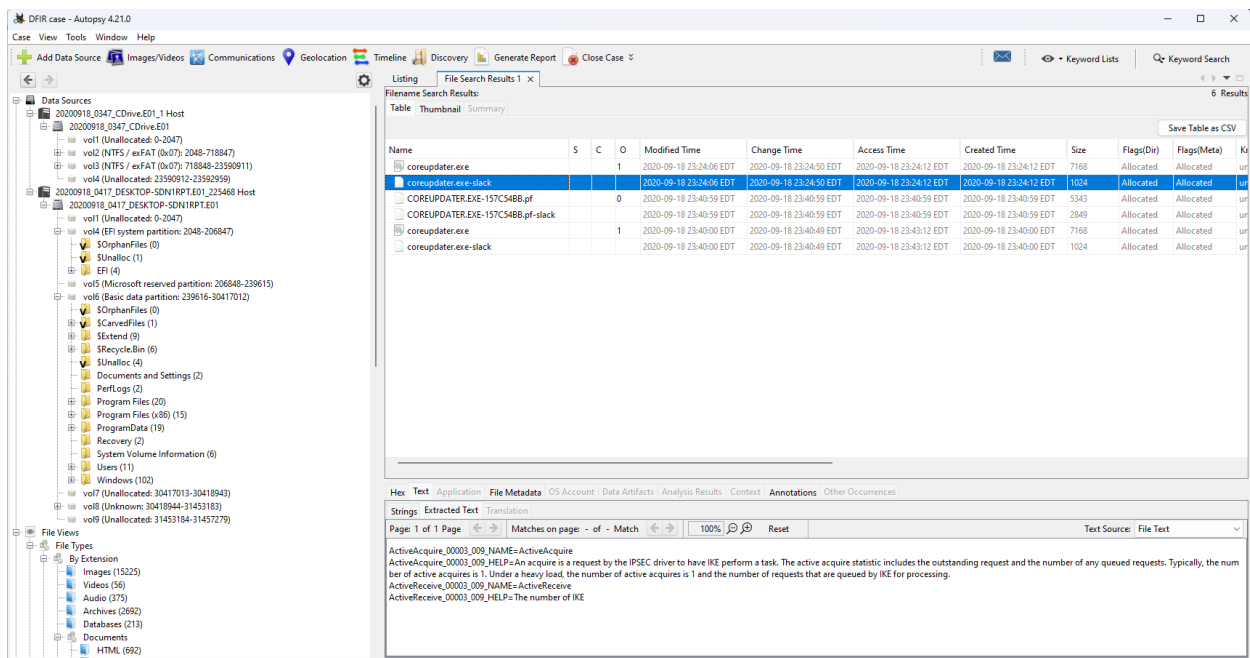 DFIR case - Autopsy 4.21.0
Case View Tools Window Help
Add Data Source Images/Videos Communications Geolocation Timeline Discovery Generate Report Close Case Keyword Lists Keyword Search
Data Sources
20200918_0347_CDrive.E01_1 Host
20200918_0347_CDrive.E01
vol1 (Unallocated: 0-2047)
vol2 (NTFS / exFAT (0x07): 2048-718847)
vol3 (NTFS / exFAT (0x07): 718848-23590911)
vol4 (Unallocated: 23590912-23592959)
20200918_0417_DESKTOP-SDN1RPT.E01_225468 Host
20200918_0417_DESKTOP-SDN1RPT.E01
vol1 (Unallocated: 0-2047)
vol4 (EFI system partition: 2048-206847)
$OrphanFiles (0)
$Unalloc (1)
EFI (4)
vol5 (Microsoft reserved partition: 206848-239615)
vol6 (Basic data partition: 239616-30417012)
$OrphanFiles (0)
$CarvedFiles (1)
$Extend (9)
$Recycle.Bin (6)
$Unalloc (4)
Documents and Settings (2)
PerfLogs (2)
Program Files (20)
Program Files (x86) (15)
ProgramData (19)
Recovery (2)
System Volume Information (6)
Users (11)
Windows (102)
vol7 (Unallocated: 30417013-30418943)
vol8 (Unknown: 30418944-31453183)
vol9 (Unallocated: 31453184-31457279)
File Views
File Types
By Extension
Images (15225)
Videos (56)
Audio (375)
Archives (2692)
Databases (213)
Documents
HTML (692)
Listing File Search Results 1
Filename Search Results: 6 Results
Table Thumbnail Summary
Save Table as CSV
Name S C O Modified Time Change Time Access Time Created Time Size Flags(Dir) Flags(Meta) Kr
coreupdater.exe 1 2020-09-18 23:24:06 EDT 2020-09-18 23:24:50 EDT 2020-09-18 23:24:12 EDT 2020-09-18 23:24:12 EDT 7168 Allocated Allocated ur
coreupdater.exe-slack 2020-09-18 23:24:06 EDT 2020-09-18 23:24:50 EDT 2020-09-18 23:24:12 EDT 2020-09-18 23:24:12 EDT 1024 Allocated Allocated ur
COREUPDATER.EXE-157C54BB.pf 0 2020-09-18 23:40:59 EDT 2020-09-18 23:40:59 EDT 2020-09-18 23:40:59 EDT 2020-09-18 23:40:59 EDT 5343 Allocated Allocated ur
COREUPDATER.EXE-157C54BB.pf-slack 2020-09-18 23:40:59 EDT 2020-09-18 23:40:59 EDT 2020-09-18 23:40:59 EDT 2020-09-18 23:40:59 EDT 2849 Allocated Allocated ur
coreupdater.exe 1 2020-09-18 23:40:00 EDT 2020-09-18 23:40:49 EDT 2020-09-18 23:43:12 EDT 2020-09-18 23:40:00 EDT 7168 Allocated Allocated ur
coreupdater.exe-slack 2020-09-18 23:40:00 EDT 2020-09-18 23:40:49 EDT 2020-09-18 23:43:12 EDT 2020-09-18 23:40:00 EDT 1024 Allocated Allocated ur
Hex Text Application File Metadata OS Account Data Artifacts Analysis Results Context Annotations Other Occurrences
Strings Extracted Text Translation
Page: 1 of 1 Page Matches on page: - of - Match 100% Reset Text Source: File Text
ActiveAcquire_00003_009_NAME=ActiveAcquire
ActiveAcquire_00003_009_HELP=An acquire is a request by the IPSEC driver to have IKE perform a task. The active acquire statistic includes the outstanding request and the number of any queued requests. Typically, the num
ber of active acquires is 1. Under a heavy load, the number of active acquires is 1 and the number of requests that are queued by IKE for processing.
ActiveReceive_00003_009_NAME=ActiveReceive
ActiveReceive_00003_009_HELP=The number of IKE